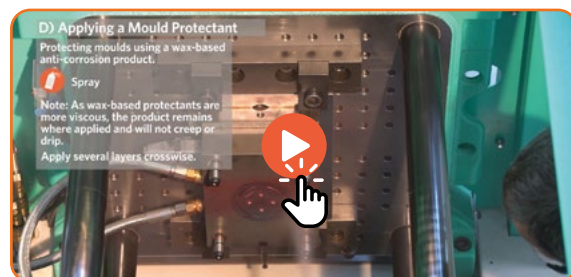 D) Applying a Mould Protectant
Protecting moulds using a wax-based
anti-corrosion product.
Spray
Note: As wax-based protectants are
more viscous, the product remains
where applied and will not creep or
drip.
Apply several layers crosswise.